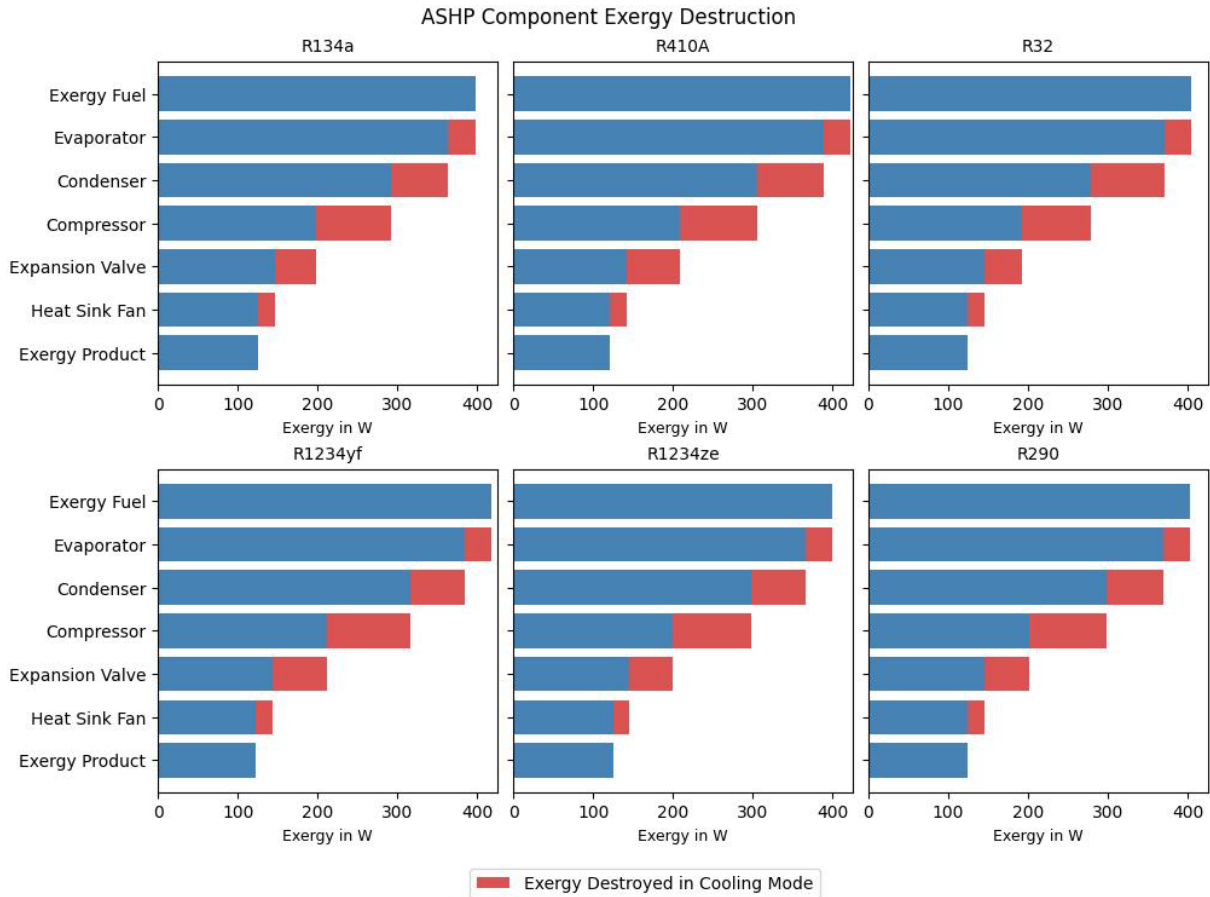 ASHP Component Exergy Destruction
R134a
R410A
R32
Exergy Fuel
Evaporator
Condenser
Compressor
Expansion Valve
Heat Sink Fan
Exergy Product
0 100 200 300 400
0 100 200 300 400
0 100 200 300 400
Exergy in W
Exergy in W
Exergy in W
R1234yf
R1234ze
R290
Exergy Fuel
Evaporator
Condenser
Compressor
Expansion Valve
Heat Sink Fan
Exergy Product
0 100 200 300 400
0 100 200 300 400
0 100 200 300 400
Exergy in W
Exergy in W
Exergy in W
Exergy Destroyed in Cooling Mode